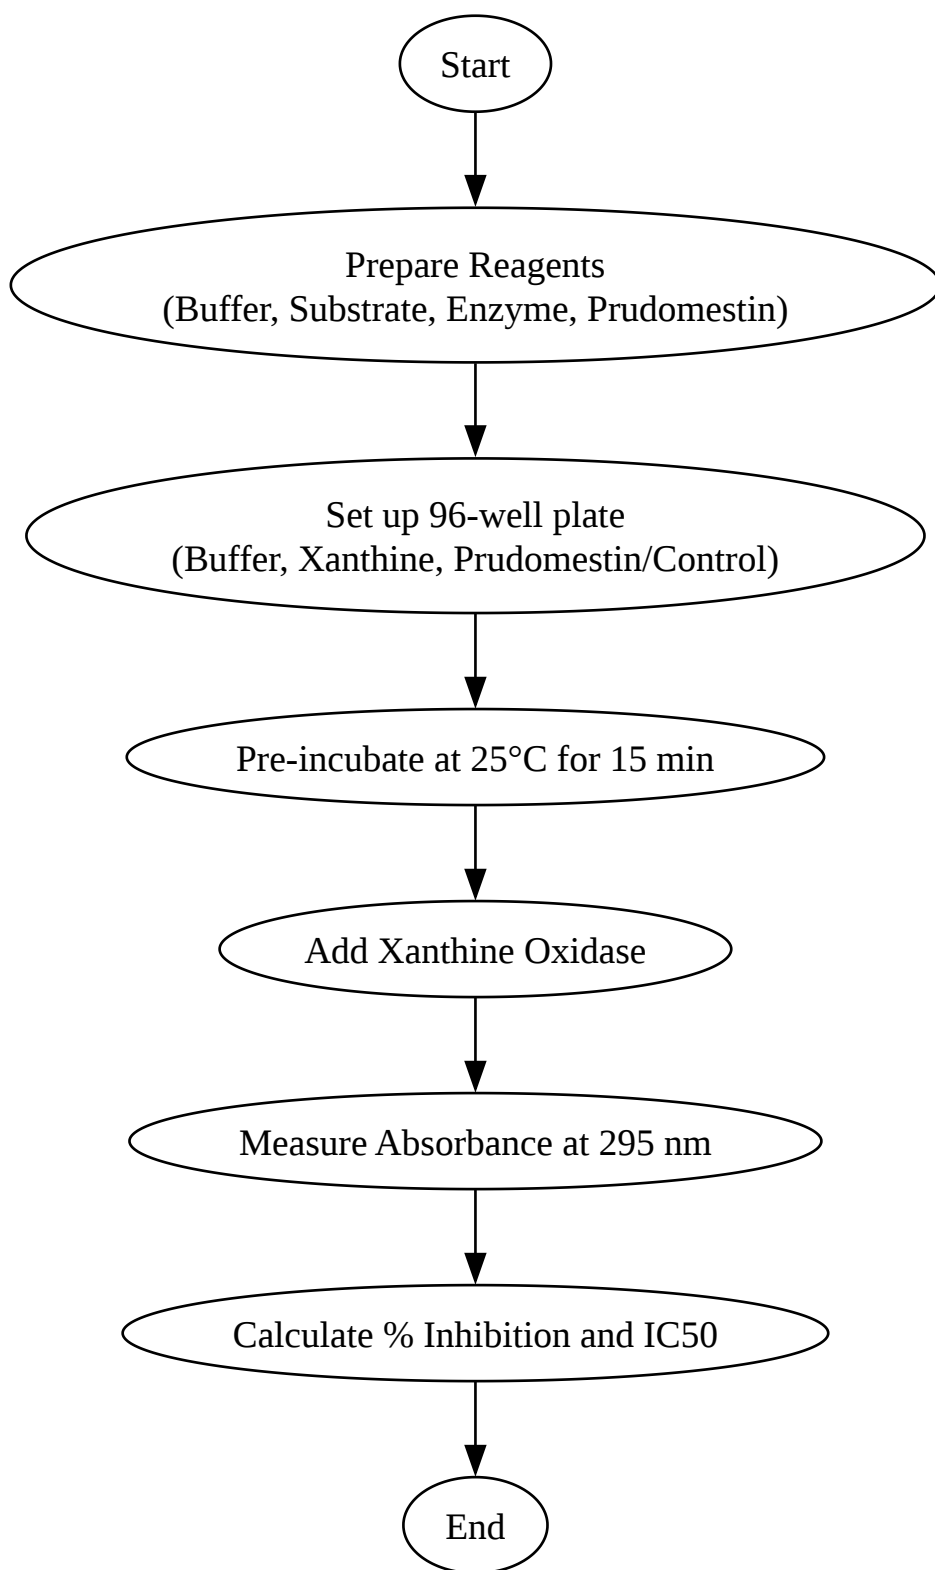 Start
Prepare Reagents
(Buffer, Substrate, Enzyme, Prudomestin)
Set up 96-well plate
(Buffer, Xanthine, Prudomestin/Control)
Pre-incubate at 25°C for 15 min
Add Xanthine Oxidase
Measure Absorbance at 295 nm
Calculate % Inhibition and IC50
End